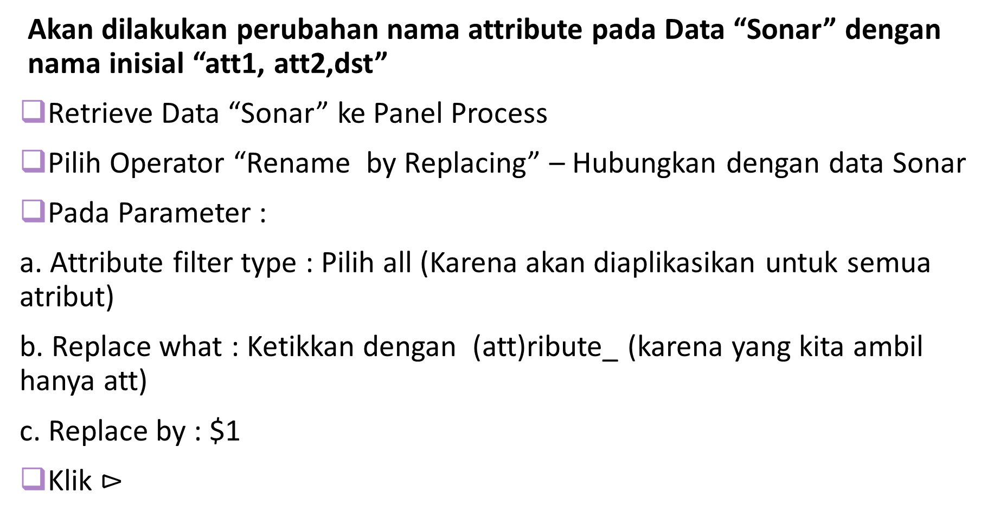 Akan dilakukan perubahan nama attribute pada Data “Sonar” dengan
nama inisial “att1, att2,dst”
❑Retrieve Data “Sonar” ke Panel Process
❑Pilih Operator “Rename  by Replacing” – Hubungkan dengan data Sonar
❑Pada Parameter :
a. Attribute filter type : Pilih all (Karena akan diaplikasikan untuk semua
atribut)
b. Replace what : Ketikkan dengan  (att)ribute_ (karena yang kita ambil
hanya att)
c. Replace by : $1
❑Klik ⊳